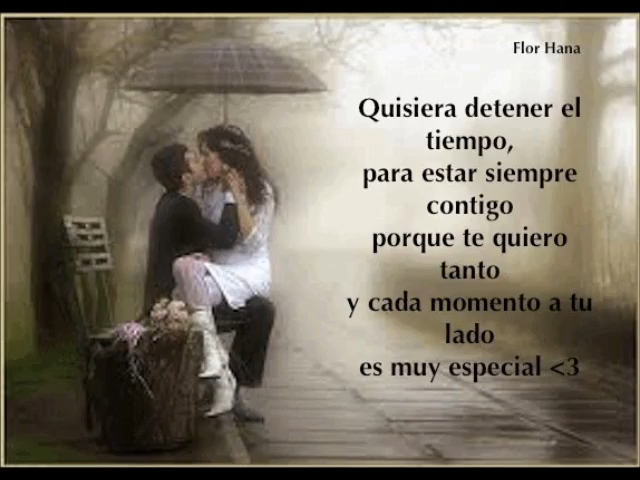 Flor Hana
Quisiera detener el
tiempo,
para estar siempre
contigo
porque te quiero
tanto
y cada momento a tu
lado
es muy especial <3